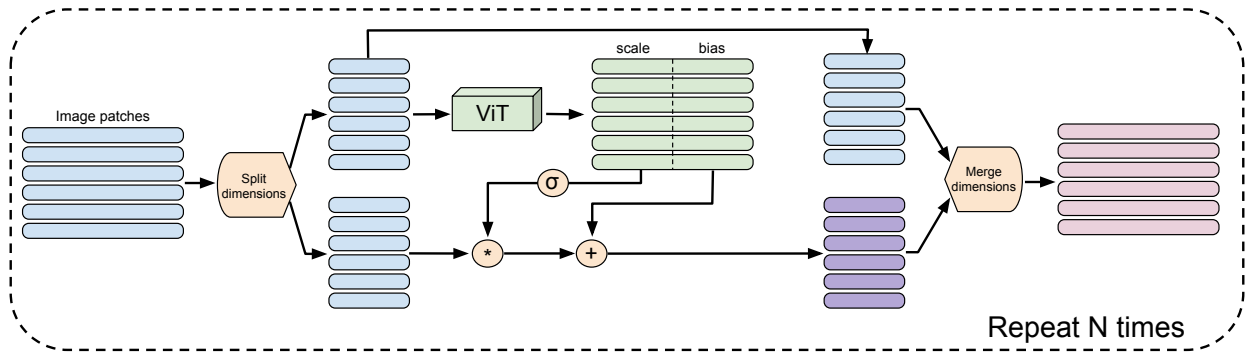 Image patches
Split
dimensions
ViT
scale
bias
σ
*
+
Merge
dimensions
Repeat N times